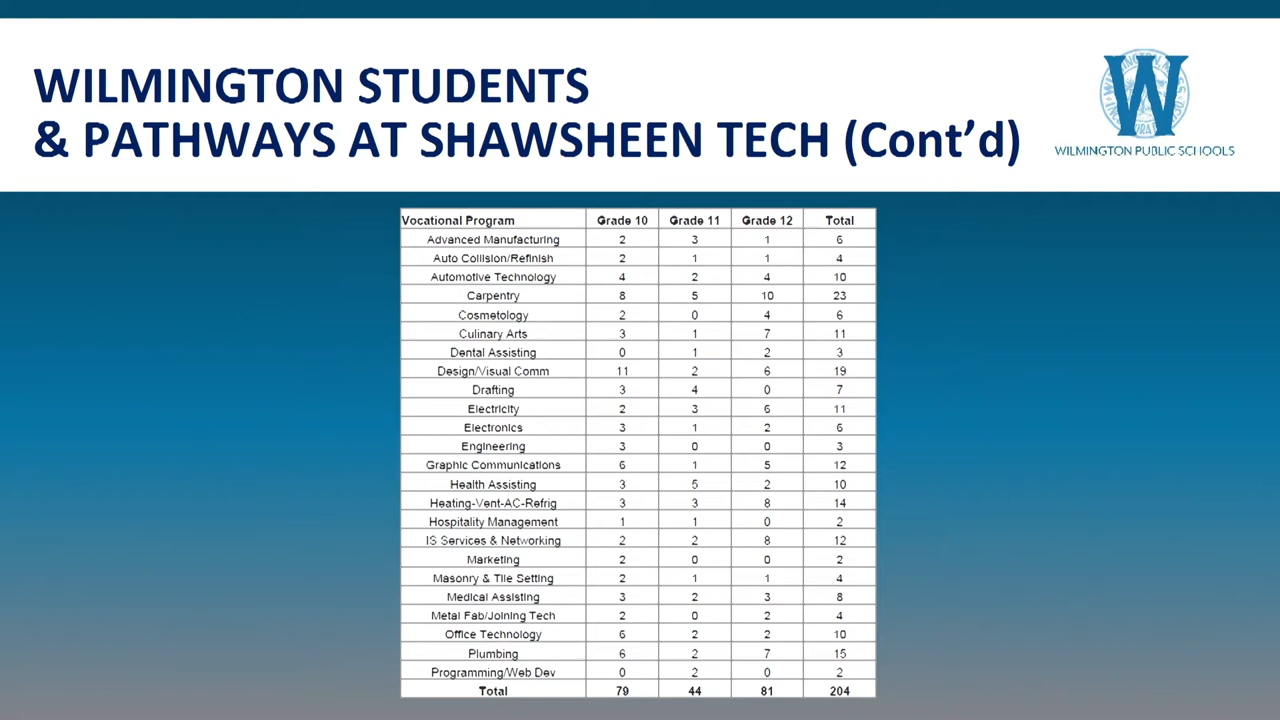 WILMINGTON STUDENTS
& PATHWAYS AT SHAWSHEEN TECH (Cont’d)
W
WILMINGTON PUBLIC SCHOOLS
Vocational Program Grade 10 Grade 11 Grade 12 Total
Advanced Manufacturing 2 3 1 6
Auto Collision/Refinish 2 1 1 4
Automotive Technology 4 2 4 10
Carpentry 8 5 10 23
Cosmetology 2 0 4 6
Culinary Arts 3 1 7 11
Dental Assisting 0 1 2 3
Design/Visual Comm 11 2 6 19
Drafting 3 4 0 7
Electricity 2 3 6 11
Electronics 3 1 2 6
Engineering 3 0 0 3
Graphic Communications 6 1 5 12
Health Assisting 3 5 2 10
Heating-Vent-AC-Refrig 3 3 8 14
Hospitality Management 1 1 0 2
IS Services & Networking 2 2 8 12
Marketing 2 0 0 2
Masonry & Tile Setting 2 1 1 4
Medical Assisting 3 2 3 8
Metal Fab/Joining Tech 2 0 2 4
Office Technology 6 2 2 10
Plumbing 6 2 7 15
Programming/Web Dev 0 2 0 2
Total 79 44 81 204